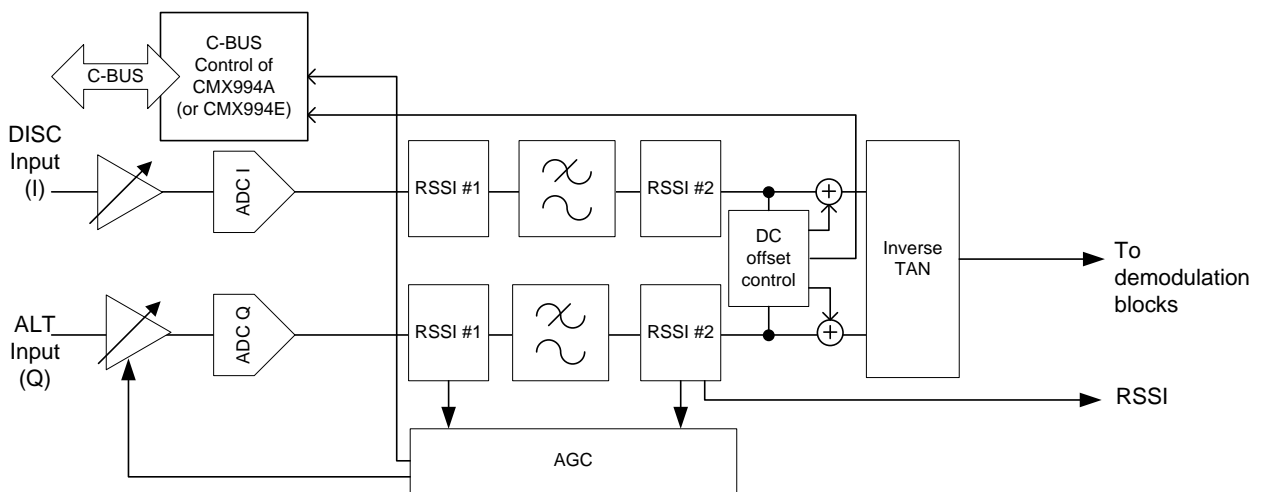 C-BUS
C-BUS
Control of
CMX994A
(or CMX994E)
DISC
Input
(I)
ADC I
RSSI #1
RSSI #2
DC
offset
control
Inverse
TAN
To
demodulation
blocks
ALT
Input
(Q)
ADC Q
RSSI #1
RSSI #2
RSSI
AGC